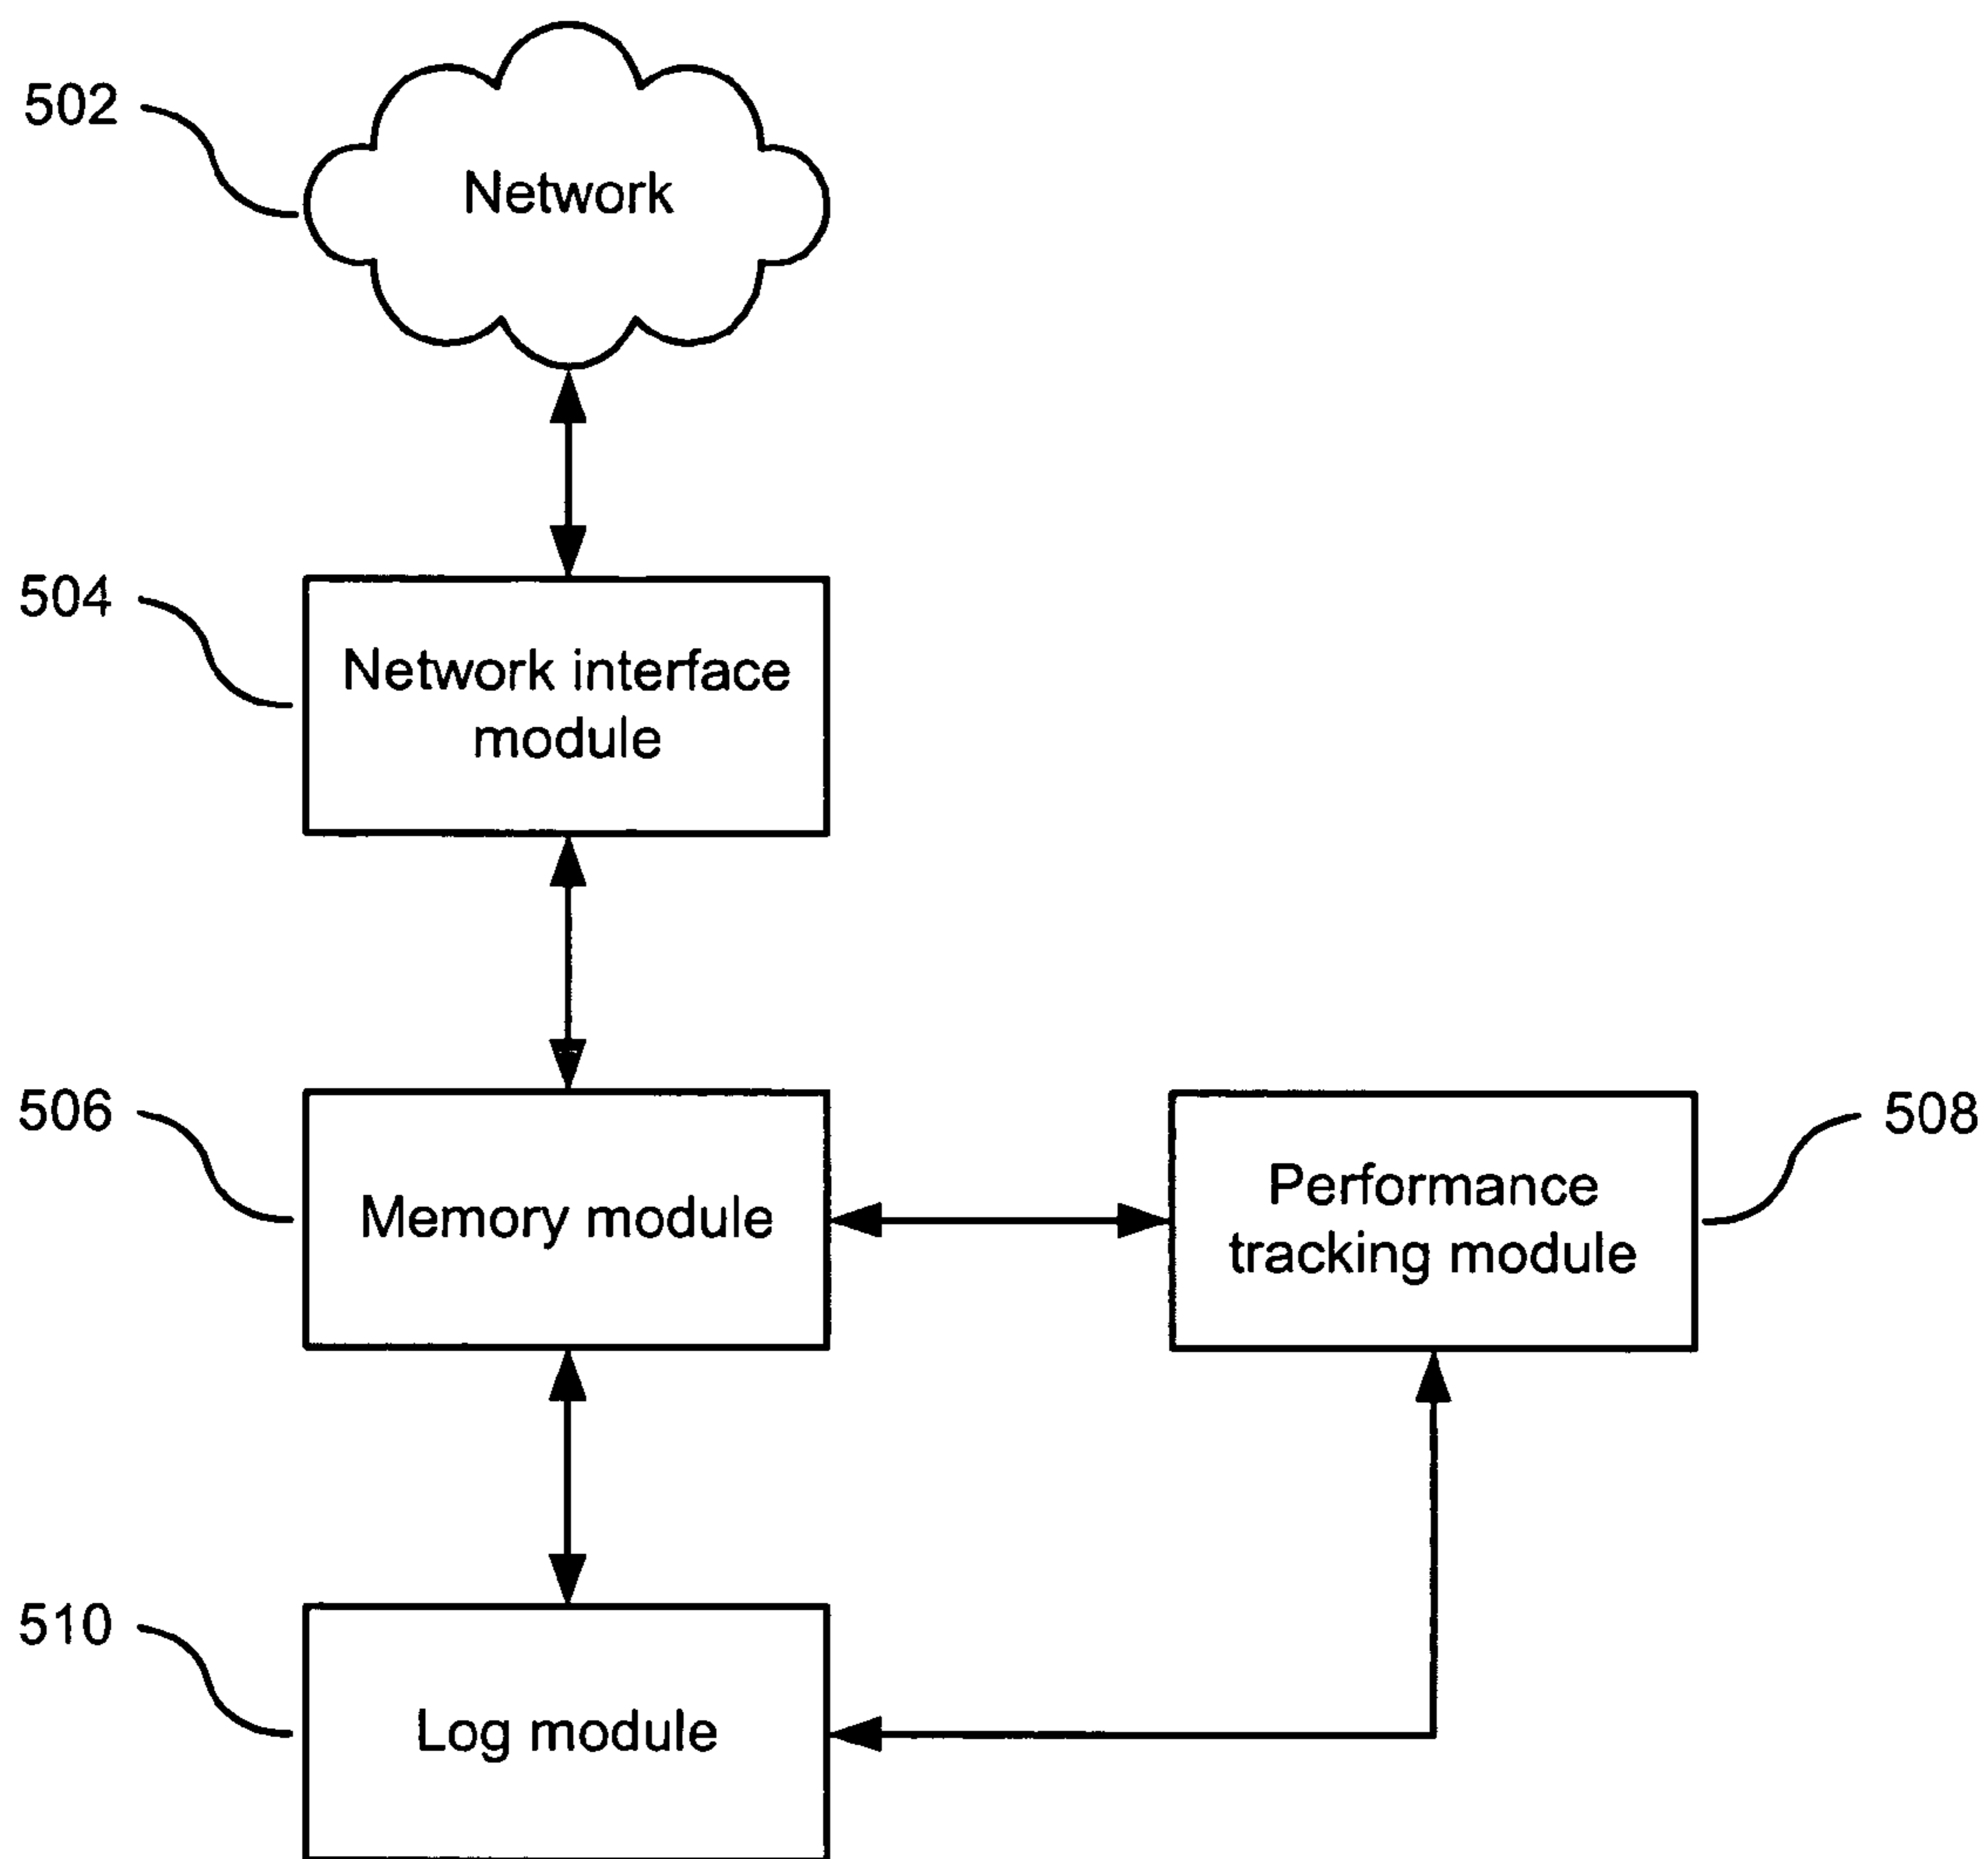 502
Network
504
Network interface
module
506
Memory module
Performance
tracking module
508
510
Log module